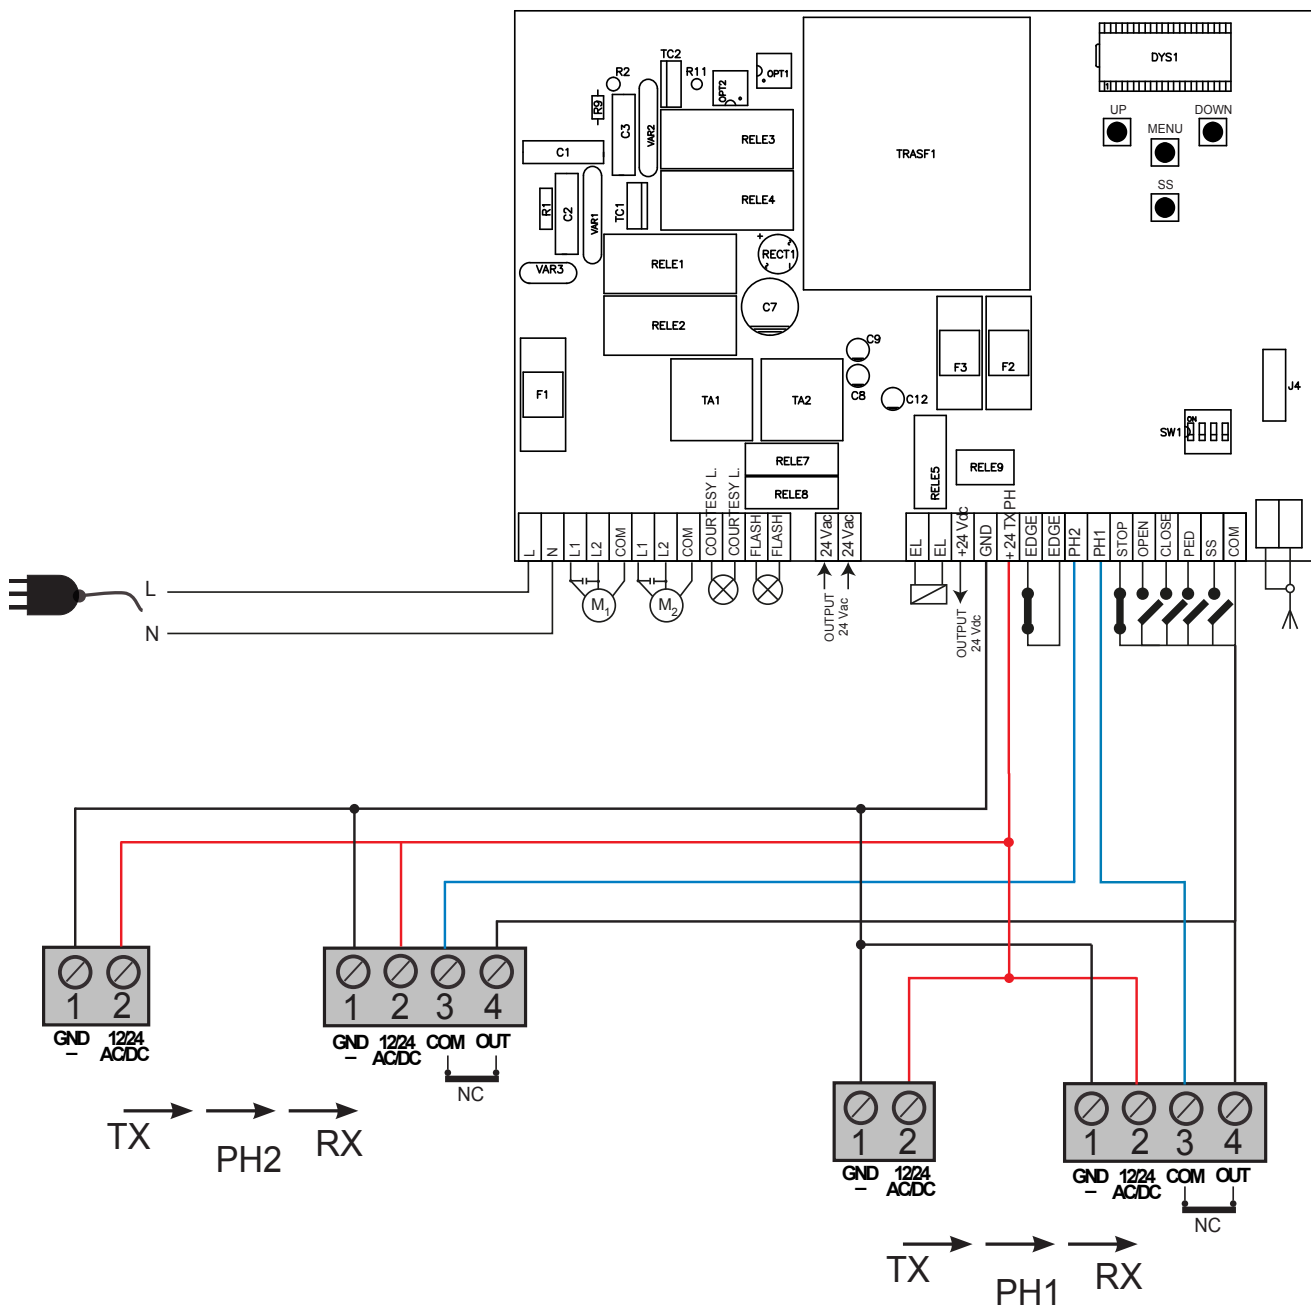 TC2
R2
R11
OPT2
OPT1
DYS1
1
R9
C3
VAR2
RELE3
TRASF1
UP
DOWN
MENU
C1
SS
R1
C2
VAR1
TC1
RELE4
+
RECT1
VAR3
RELE1
C7
RELE2
C9
C8
F3
F2
F1
TA1
TA2
C12
J4
SW1
ON
RELE7
RELE8
RELE5
RELE9
L
N
L1
L2
COM
L1
L2
COM
COURTESY L.
COURTESY L.
FLASH
FLASH
24 Vac
24 Vac
EL
EL
+24 Vdc
GND
+ 24 TX PH
EDGE
EDGE
PH2
PH1
STOP
OPEN
CLOSE
PED
SS
COM
L
N
M1
M2
OUTPUT
24 Vac
OUTPUT
24 Vdc
1 2
GND
–
12/24
AC/DC
1 2 3 4
GND
–
12/24
AC/DC
COM
OUT
NC
TX
PH2
RX
1 2
GND
–
12/24
AC/DC
1 2 3 4
GND
–
12/24
AC/DC
COM
OUT
NC
TX
PH1
RX